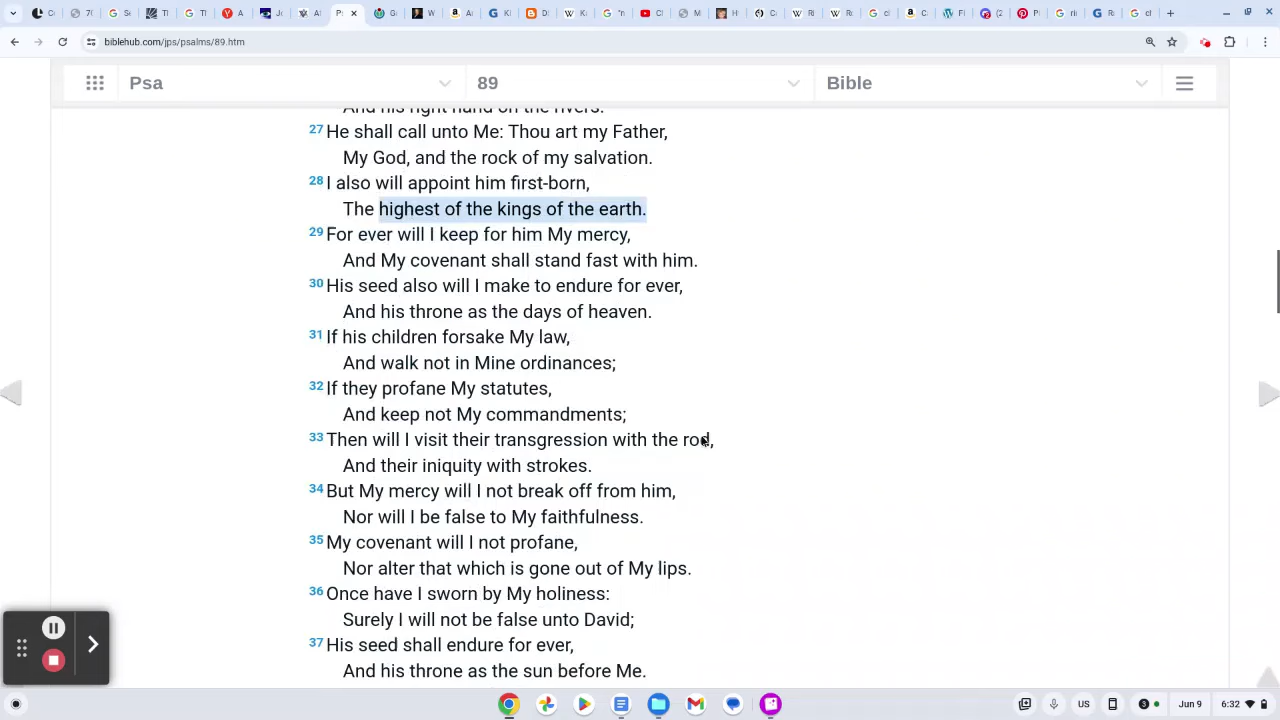 biblehub.com/jps/psalms/89.htm
Psa 89 Bible
And his right hand on the rivers.
27 He shall call unto Me: Thou art my Father,
My God, and the rock of my salvation.
28 I also will appoint him first-born,
The highest of the kings of the earth.
29 For ever will I keep for him My mercy,
And My covenant shall stand fast with him.
30 His seed also will I make to endure for ever,
And his throne as the days of heaven.
31 If his children forsake My law,
And walk not in Mine ordinances;
32 If they profane My statutes,
And keep not My commandments;
33 Then will I visit their transgression with the rod,
And their iniquity with strokes.
34 But My mercy will I not break off from him,
Nor will I be false to My faithfulness.
35 My covenant will I not profane,
Nor alter that which is gone out of My lips.
36 Once have I sworn by My holiness:
Surely I will not be false unto David;
37 His seed shall endure for ever,
And his throne as the sun before Me.
US 3 Jun 9 6:32